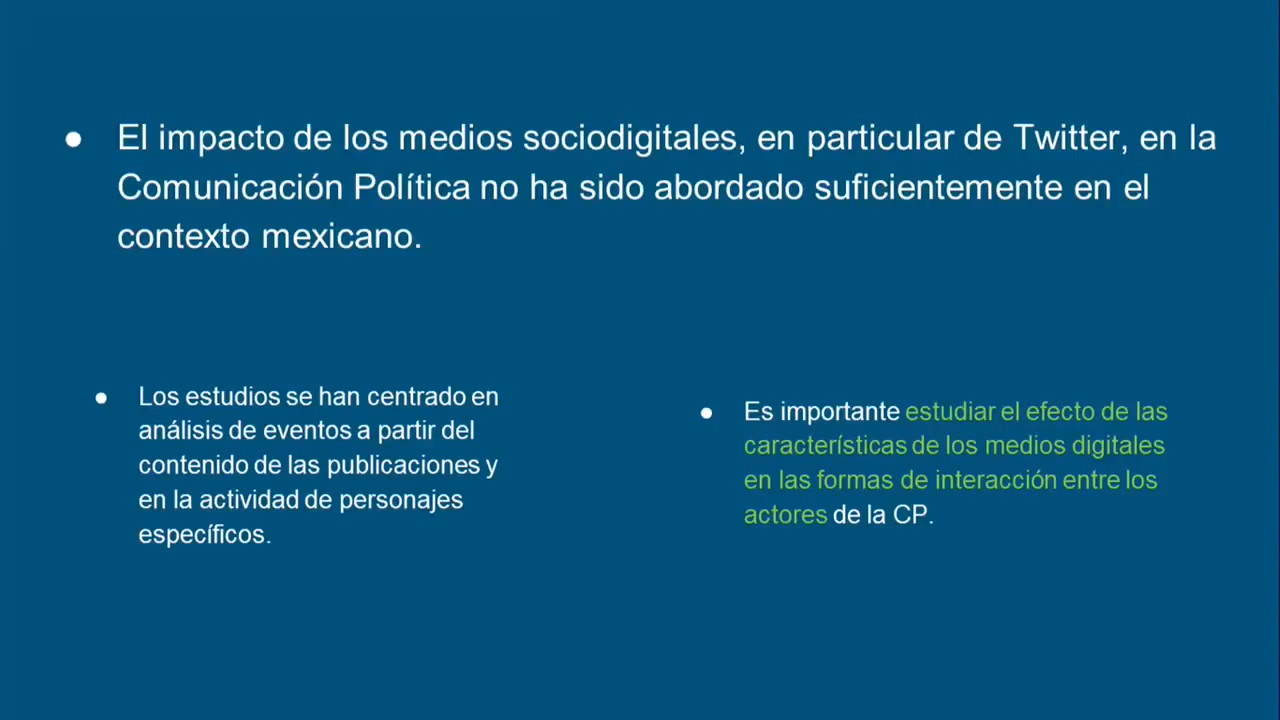 ● El impacto de los medios sociodigitales, en particular de Twitter, en la
Comunicación Política no ha sido abordado suficientemente en el
contexto mexicano.
● Los estudios se han centrado en
análisis de eventos a partir del
contenido de las publicaciones y
en la actividad de personajes
específicos.
● Es importante estudiar el efecto de las
características de los medios digitales
en las formas de interacción entre los
actores de la CP.